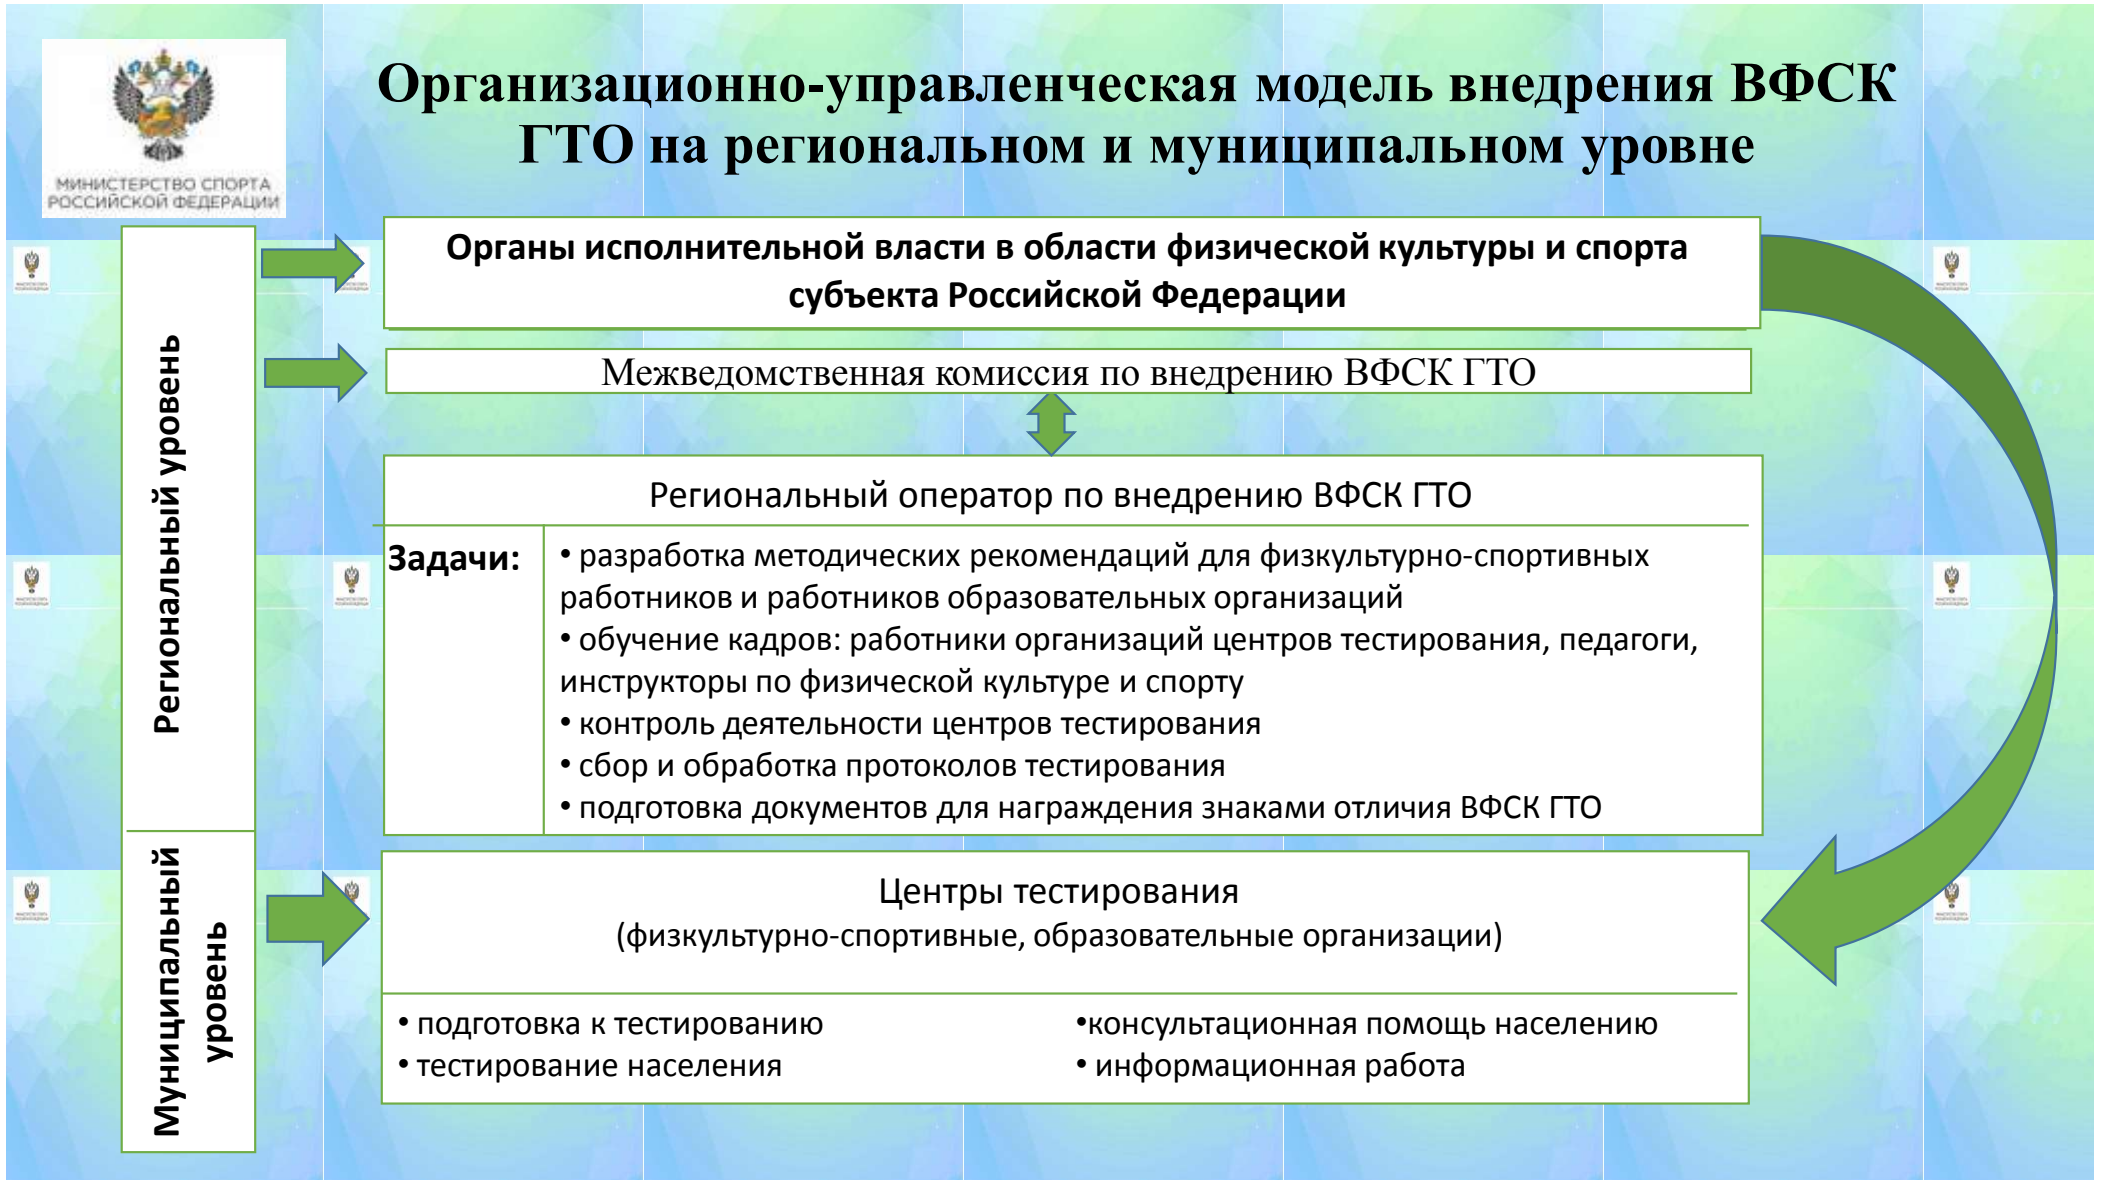 МИНИСТЕРСТВО СПОРТА
РОССИЙСКОЙ ФЕДЕРАЦИИ
Организационно-управленческая модель внедрения ВФСК
ГТО на региональном и муниципальном уровне
Региональный уровень
Органы исполнительной власти в области физической культуры и спорта
субъекта Российской Федерации
Межведомственная комиссия по внедрению ВФСК ГТО
Региональный оператор по внедрению ВФСК ГТО
Задачи:
• разработка методических рекомендаций для физкультурно-спортивных
работников и работников образовательных организаций
• обучение кадров: работники организаций центров тестирования, педагоги,
инструкторы по физической культуре и спорту
• контроль деятельности центров тестирования
• сбор и обработка протоколов тестирования
• подготовка документов для награждения знаками отличия ВФСК ГТО
Муниципальный
уровень
Центры тестирования
(физкультурно-спортивные, образовательные организации)
• подготовка к тестированию
• тестирование населения
•консультационная помощь населению
• информационная работа